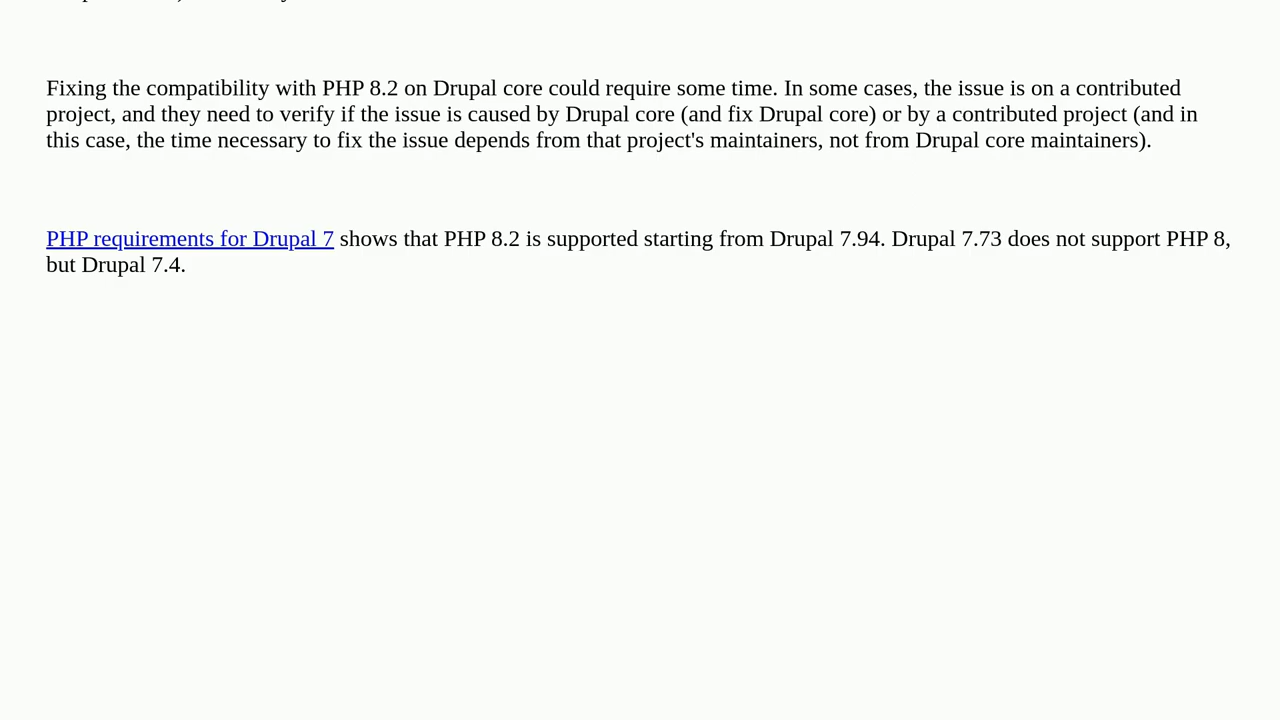 Fixing the compatibility with PHP 8.2 on Drupal core could require some time. In some cases, the issue is on a contributed
project, and they need to verify if the issue is caused by Drupal core (and fix Drupal core) or by a contributed project (and in
this case, the time necessary to fix the issue depends from that project's maintainers, not from Drupal core maintainers).
PHP requirements for Drupal 7 shows that PHP 8.2 is supported starting from Drupal 7.94. Drupal 7.73 does not support PHP 8,
but Drupal 7.4.